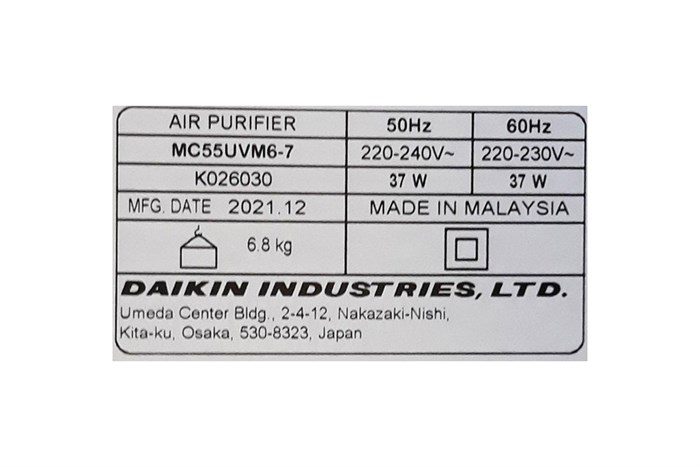 AIR PURIFIER 50Hz 60Hz
MC55UVM6-7 220-240V~ 220-230V~
K026030 37 W 37 W
MFG. DATE 2021.12 MADE IN MALAYSIA
6.8 kg
DAIKIN INDUSTRIES, LTD.
Umeda Center Bldg., 2-4-12, Nakazaki-Nishi,
Kita-ku, Osaka, 530-8323, Japan